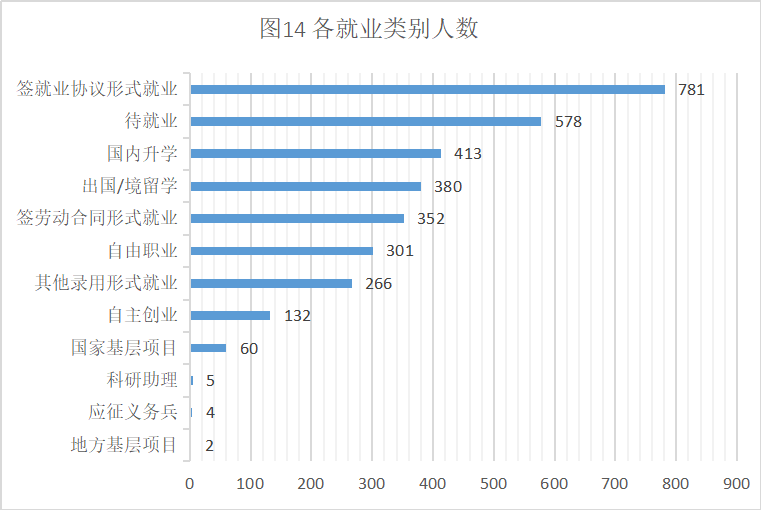 图14 各就业类别人数
签就业协议形式就业 781
待就业 578
国内升学 413
出国/境留学 380
签劳动合同形式就业 352
自由职业 301
其他录用形式就业 266
自主创业 132
国家基层项目 60
科研助理 5
应征义务兵 4
地方基层项目 2
0 100 200 300 400 500 600 700 800 900